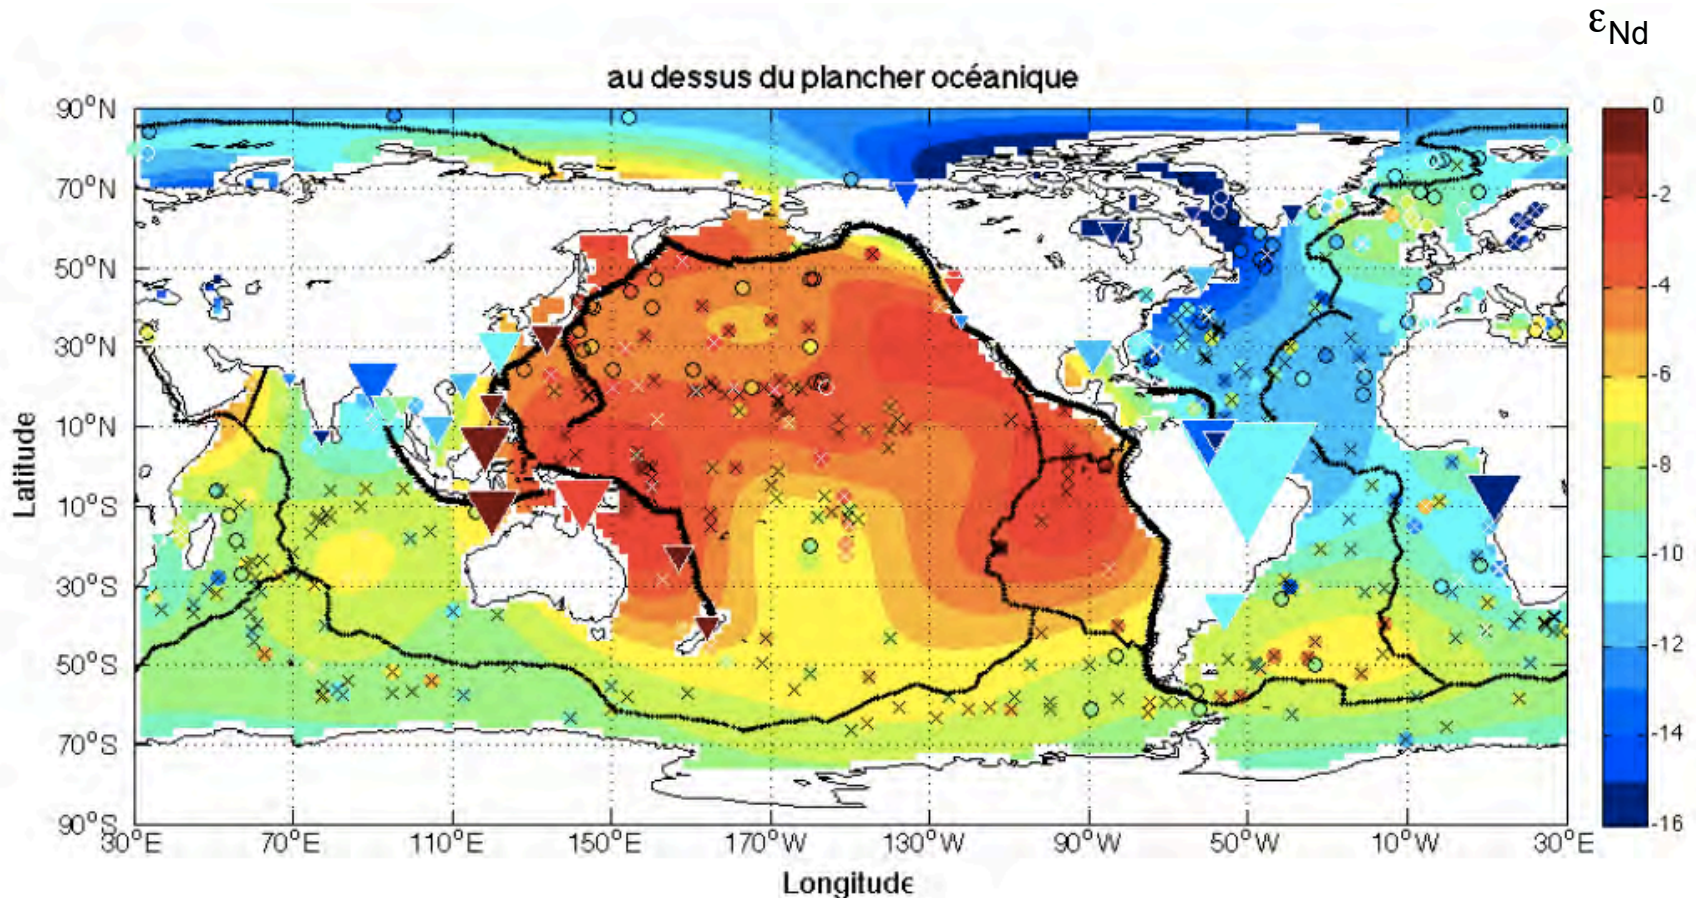 εNd
au dessus du plancher océanique
90°N
70°N
50°N
30°N
10°N
10°S
30°S
50°S
70°S
90°S
Latitude
30°E 70°E 110°E 150°E 170°W 130°W 90°W 50°W 10°W 30°E
Longitude
0
-2
-4
-6
-8
-10
-12
-14
-16